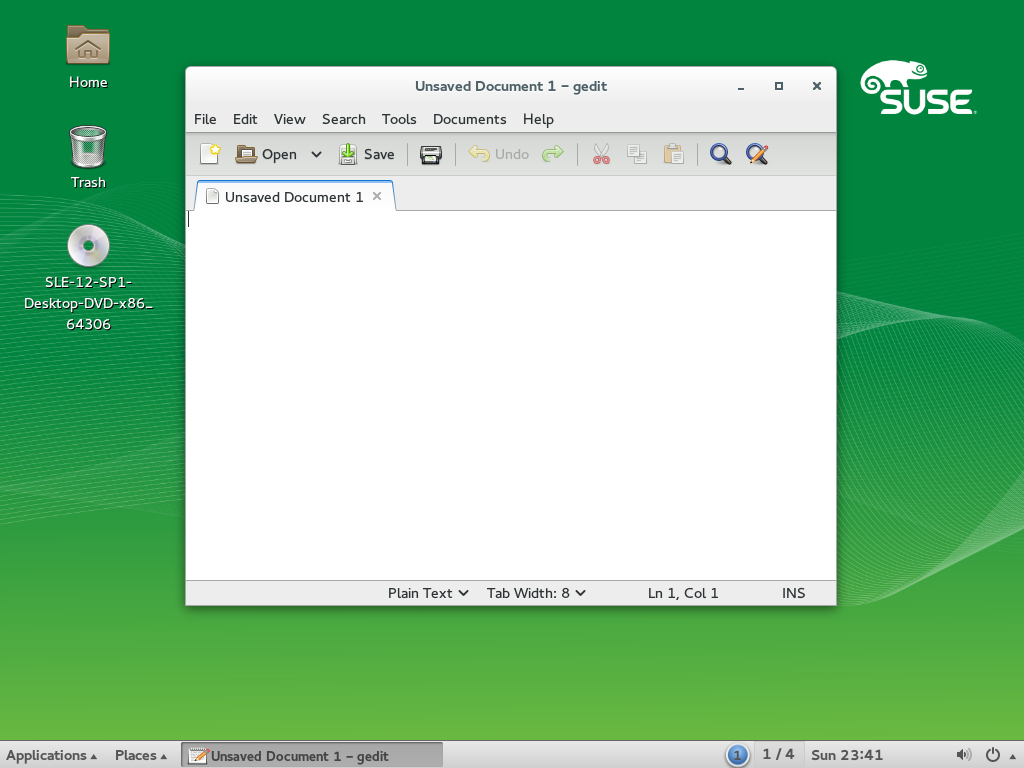 Home
Trash
SLE-12-SP1-
Desktop-DVD-x86_
64306
SUSE
Unsaved Document 1 – gedit
File Edit View Search Tools Documents Help
Open Save Undo
Unsaved Document 1
Plain Text Tab Width: 8 Ln 1, Col 1 INS
Applications Places Unsaved Document 1 – gedit 1 1 / 4 Sun 23:41